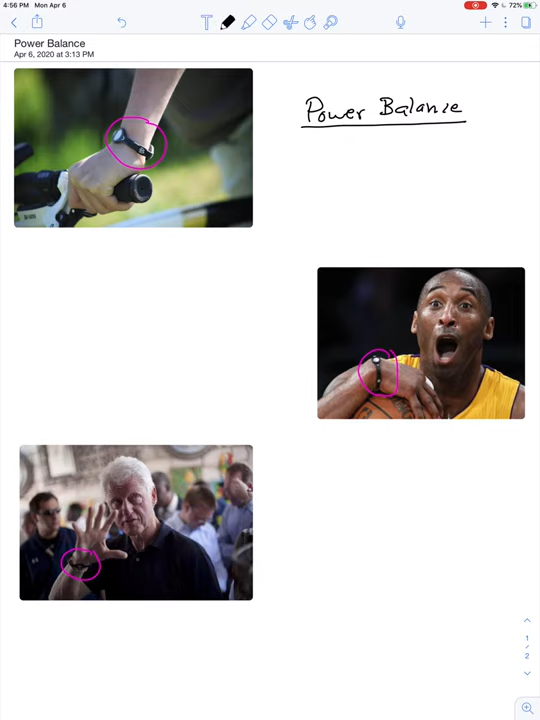 4:56 PM Mon Apr 6
72%
Power Balance
Apr 6, 2020 at 3:13 PM
Power Balance
1
/
2